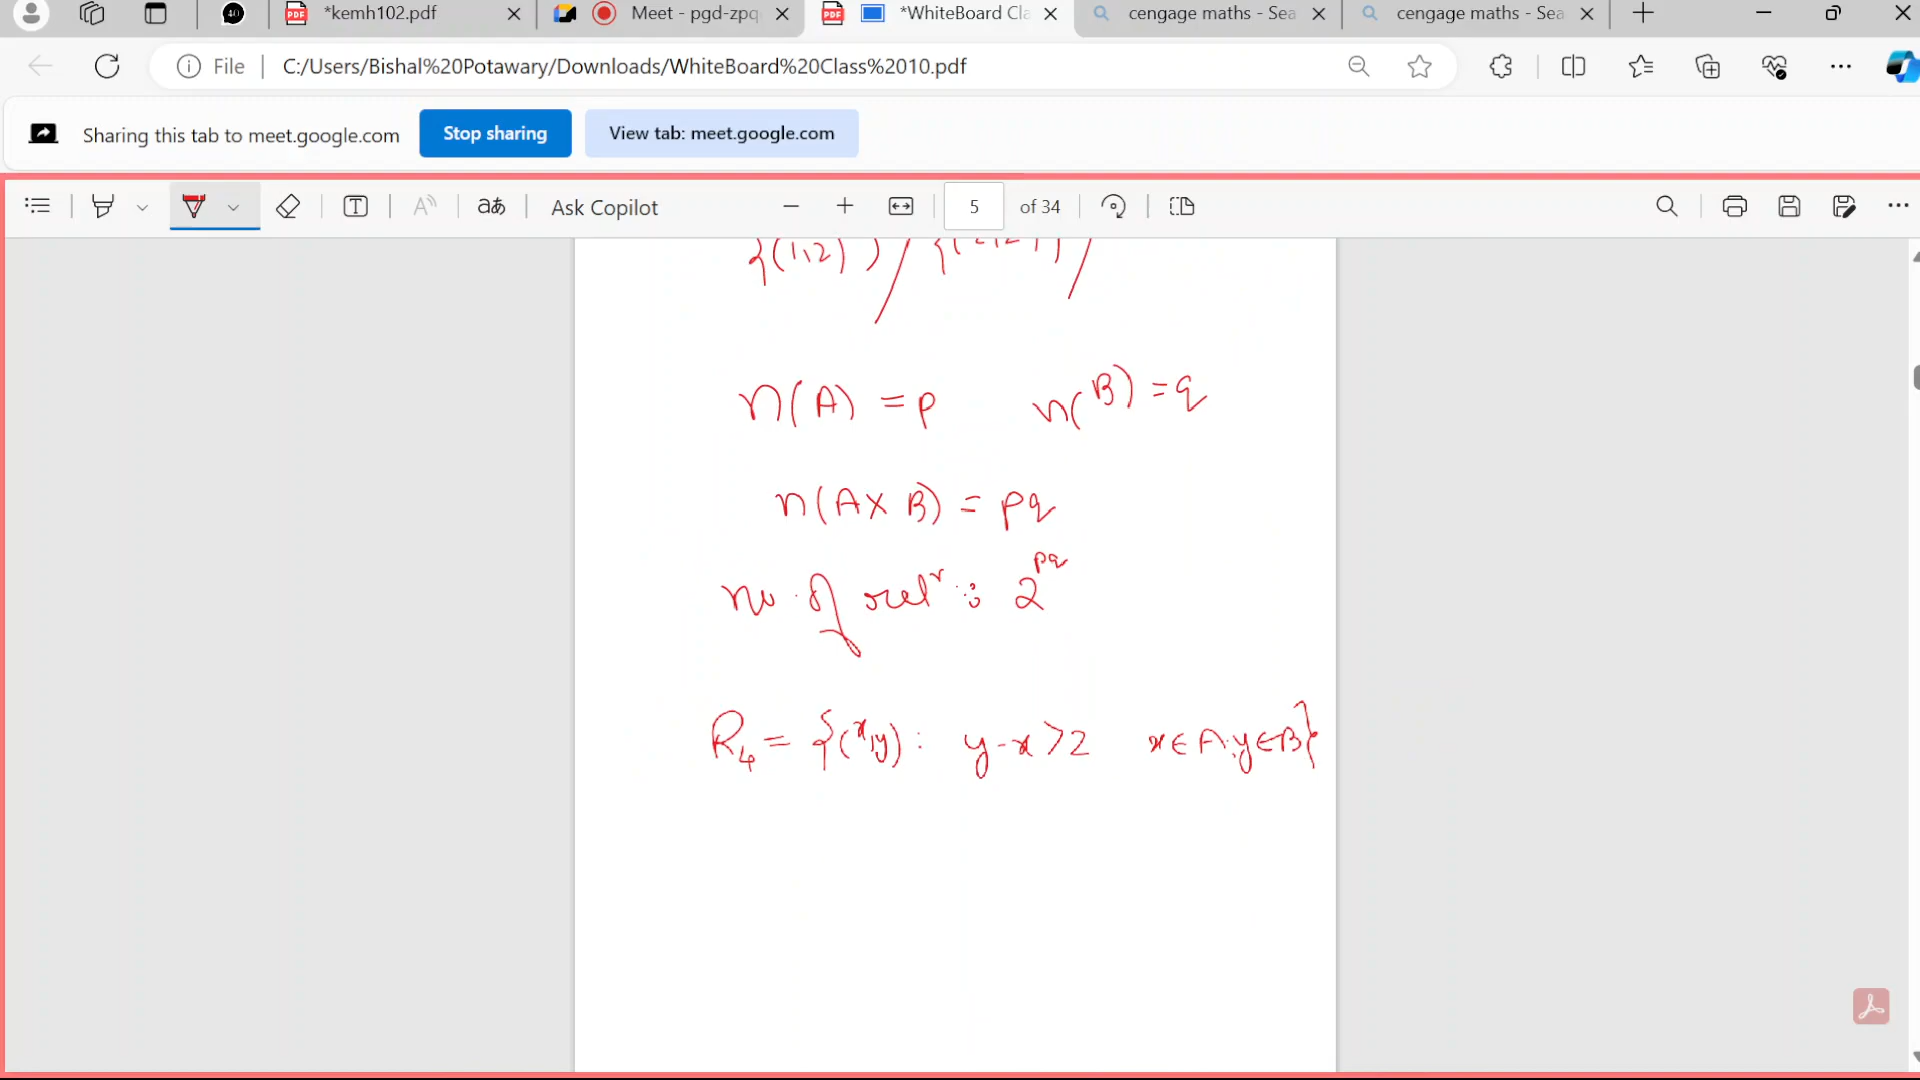 *kemh102.pdf
Meet - pgd-zpq
*WhiteBoard Cla
cengage maths - Sea
cengage maths - Sea
File
C:/Users/Bishal%20Potawary/Downloads/WhiteBoard%20Class%2010.pdf
Sharing this tab to meet.google.com
Stop sharing
View tab: meet.google.com
Ask Copilot
5 of 34
n(A) = p n(B) = q
n(A×B) = pq
no. of relⁿ : 2^pq
R₄ = {(x,y) : y-x>2 x∈A, y∈B}